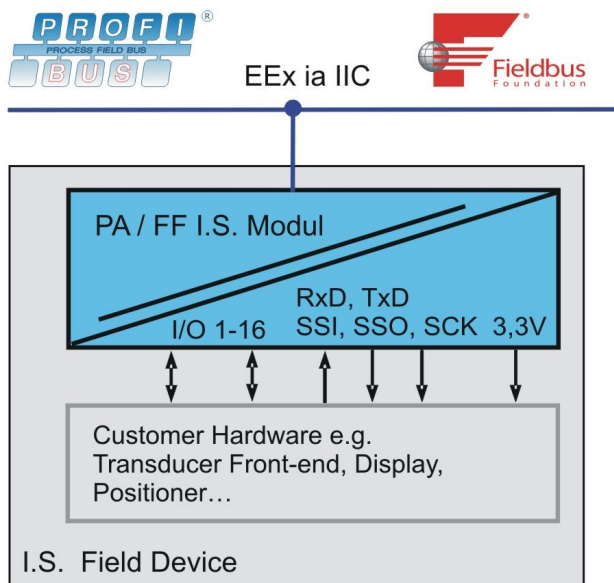 PROFI ®
PROCESS FIELD BUS
BUS
EEx ia IIC
Fieldbus
Foundation
PA / FF I.S. Modul
RxD, TxD
I/O 1-16 SSI, SSO, SCK 3,3V
Customer Hardware e.g.
Transducer Front-end, Display,
Positioner…
I.S. Field Device